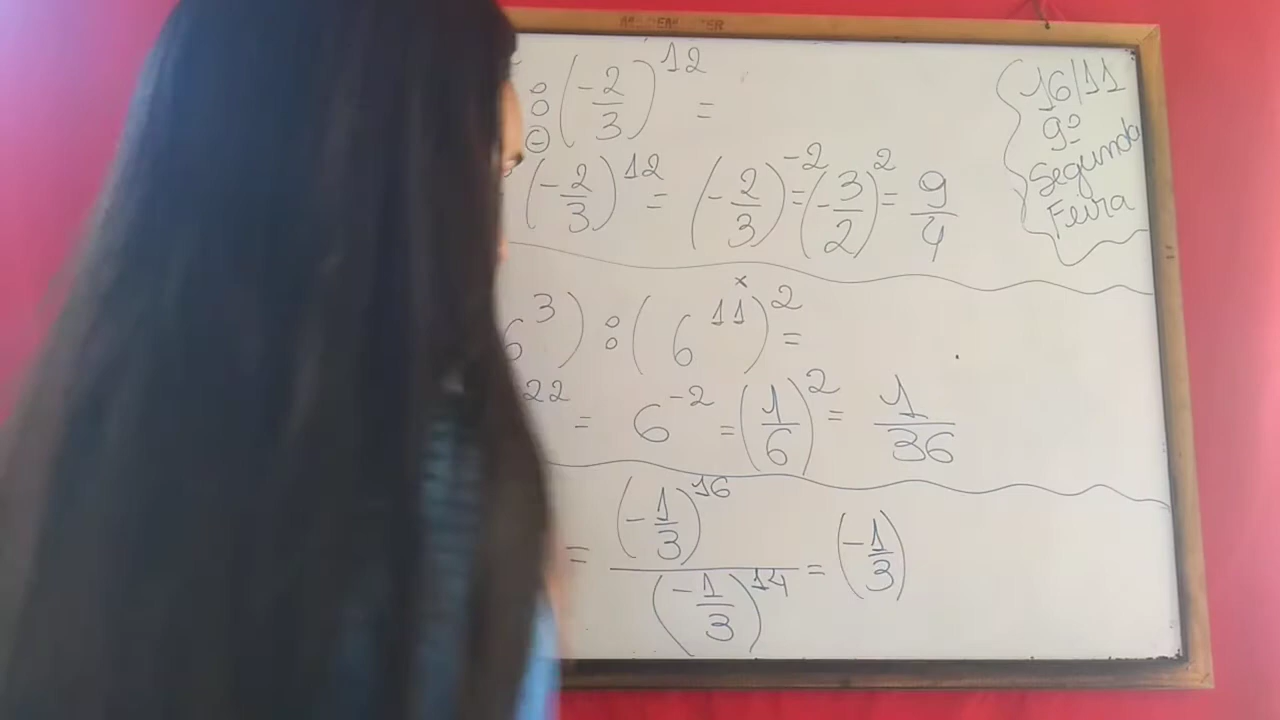 : (-2/3)^12 =
(-2/3)^12 = (-2/3)^-2 = (-3/2)^2 = 9/4
6^3) : (6^11)^2 =
x
22 = 6^-2 = (1/6)^2 = 1/36
= (-1/3)^16 / (-1/3)^14 = (-1/3)
16/11
9º
Segunda
Feira